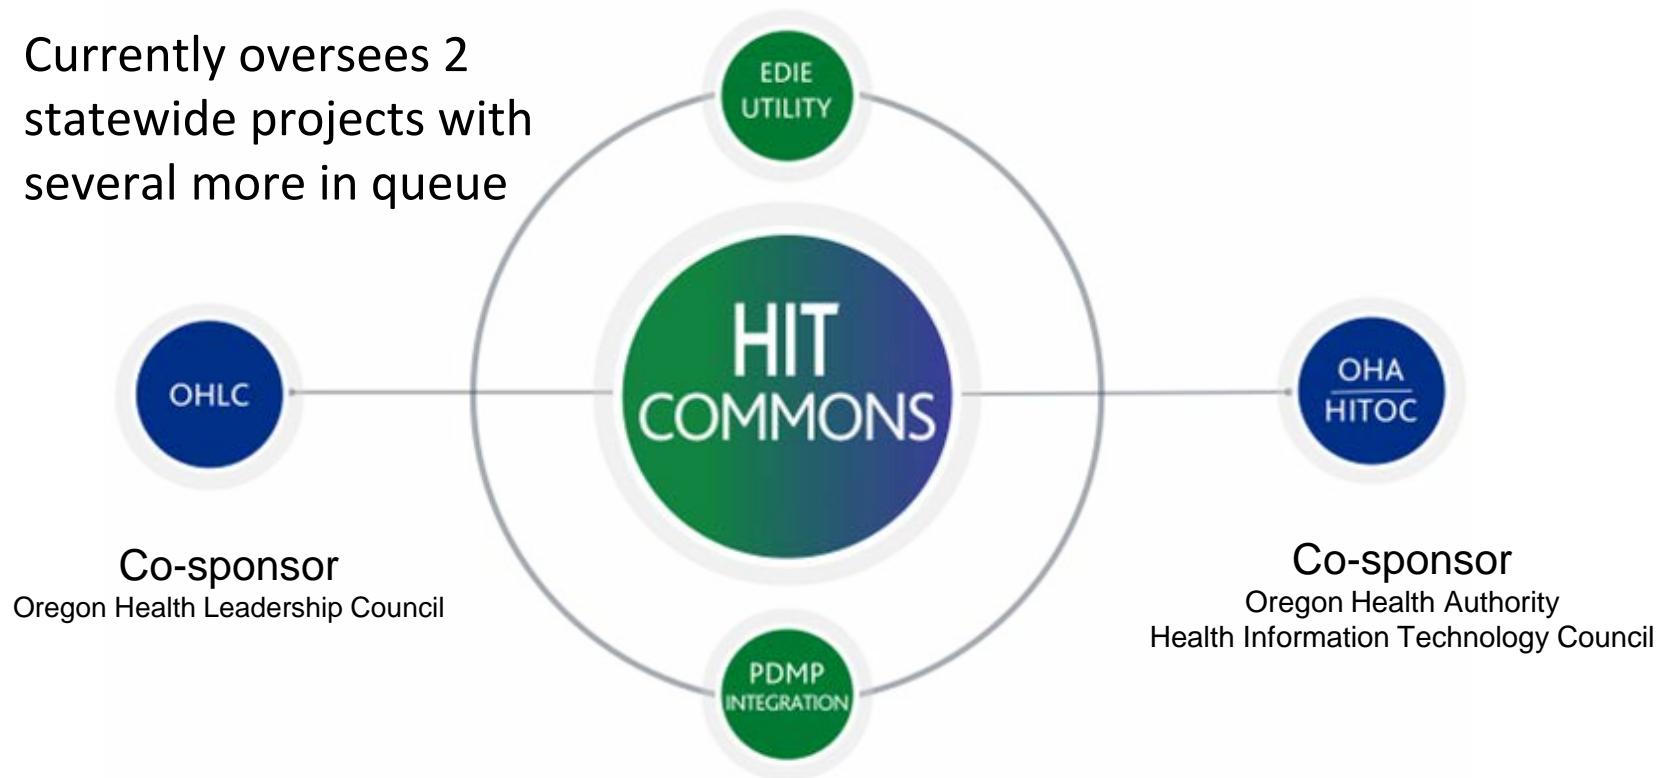 Currently oversees 2
statewide projects with
several more in queue
EDIE
UTILITY
HIT
COMMONS
OHLC
OHA
HITOC
Co-sponsor
Oregon Health Leadership Council
Co-sponsor
Oregon Health Authority
Health Information Technology Council
PDMP
INTEGRATION